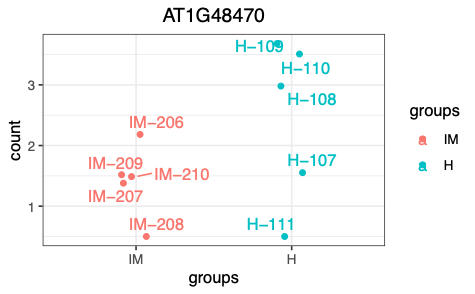 AT1G48470
count
3
2
1
H−109
H−110
H−108
IM−206
IM−209
IM−210
IM−207
H−107
IM−208
H−111
IM
H
groups
groups
a IM
a H